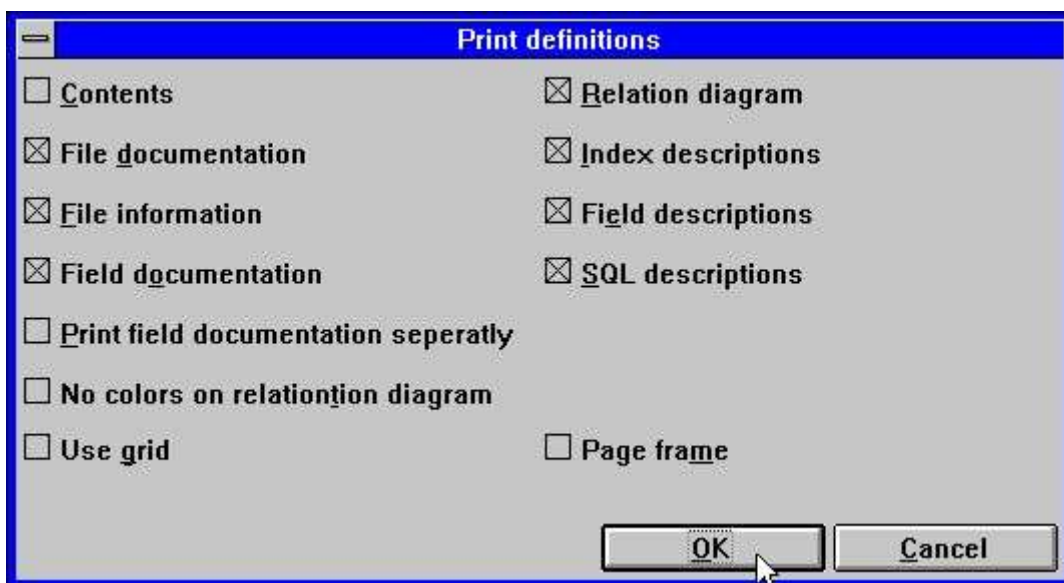 Print definitions
Contents
Relation diagram
File documentation
Index descriptions
File information
Field descriptions
Field documentation
SQL descriptions
Print field documentation seperatly
No colors on relationtion diagram
Use grid
Page frame
OK
Cancel